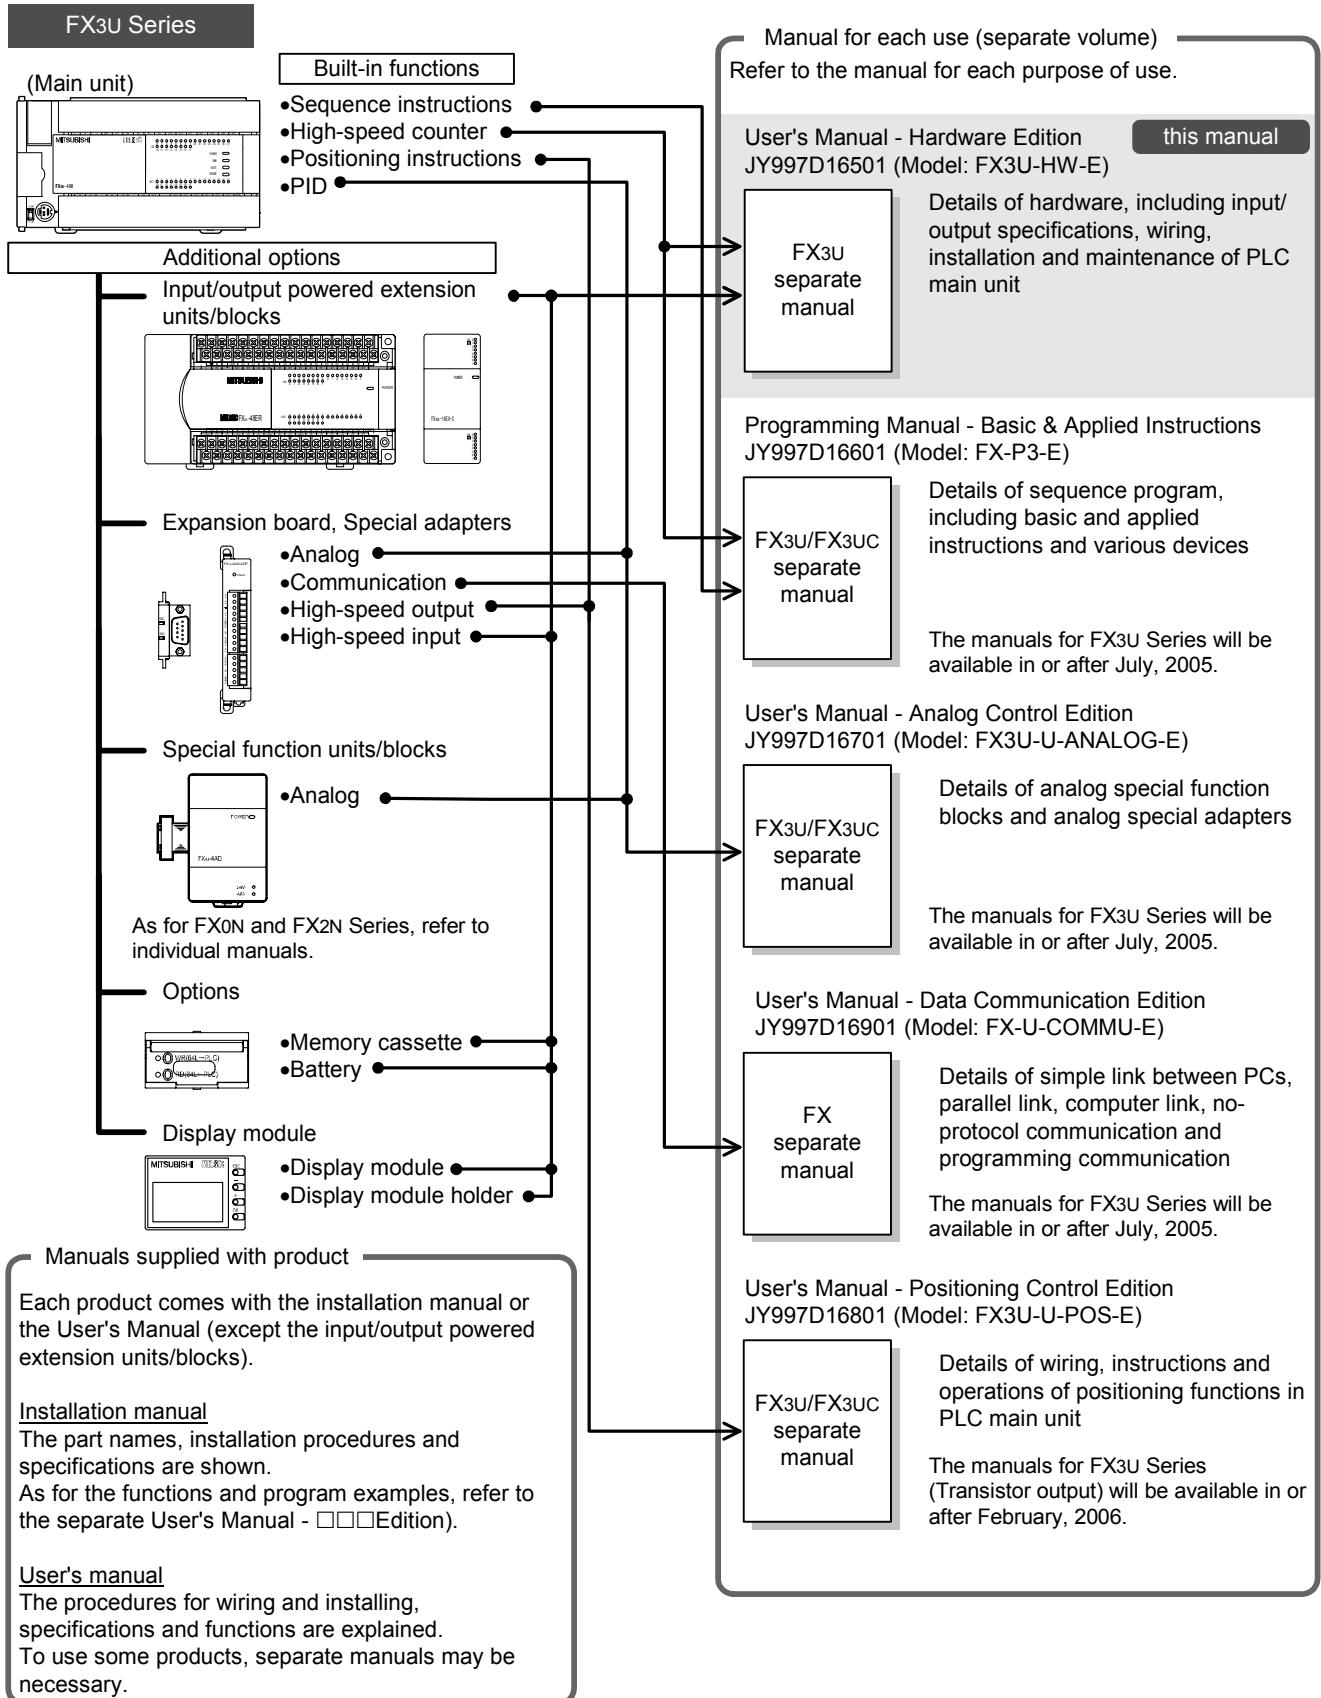 FX3U Series
(Main unit)
MITSUBISHI
Built-in functions
•Sequence instructions
•High-speed counter
•Positioning instructions
•PID
Additional options
Input/output powered extension
units/blocks
MITSUBISHI
POWER
Expansion board, Special adapters
•Analog
•Communication
•High-speed output
•High-speed input
Special function units/blocks
POWER
•Analog
As for FX0N and FX2N Series, refer to
individual manuals.
Options
•Memory cassette
•Battery
Display module
MITSUBISHI
•Display module
•Display module holder
Manuals supplied with product
Each product comes with the installation manual or
the User's Manual (except the input/output powered
extension units/blocks).
Installation manual
The part names, installation procedures and
specifications are shown.
As for the functions and program examples, refer to
the separate User's Manual - □□□Edition).
User's manual
The procedures for wiring and installing,
specifications and functions are explained.
To use some products, separate manuals may be
necessary.
Manual for each use (separate volume)
Refer to the manual for each purpose of use.
User's Manual - Hardware Edition
this manual
JY997D16501 (Model: FX3U-HW-E)
FX3U
separate
manual
Details of hardware, including input/
output specifications, wiring,
installation and maintenance of PLC
main unit
Programming Manual - Basic & Applied Instructions
JY997D16601 (Model: FX-P3-E)
FX3U/FX3UC
separate
manual
Details of sequence program,
including basic and applied
instructions and various devices
The manuals for FX3U Series will be
available in or after July, 2005.
User's Manual - Analog Control Edition
JY997D16701 (Model: FX3U-U-ANALOG-E)
FX3U/FX3UC
separate
manual
Details of analog special function
blocks and analog special adapters
The manuals for FX3U Series will be
available in or after July, 2005.
User's Manual - Data Communication Edition
JY997D16901 (Model: FX-U-COMMU-E)
FX
separate
manual
Details of simple link between PCs,
parallel link, computer link, no-
protocol communication and
programming communication
The manuals for FX3U Series will be
available in or after July, 2005.
User's Manual - Positioning Control Edition
JY997D16801 (Model: FX3U-U-POS-E)
FX3U/FX3UC
separate
manual
Details of wiring, instructions and
operations of positioning functions in
PLC main unit
The manuals for FX3U Series
(Transistor output) will be available in or
after February, 2006.